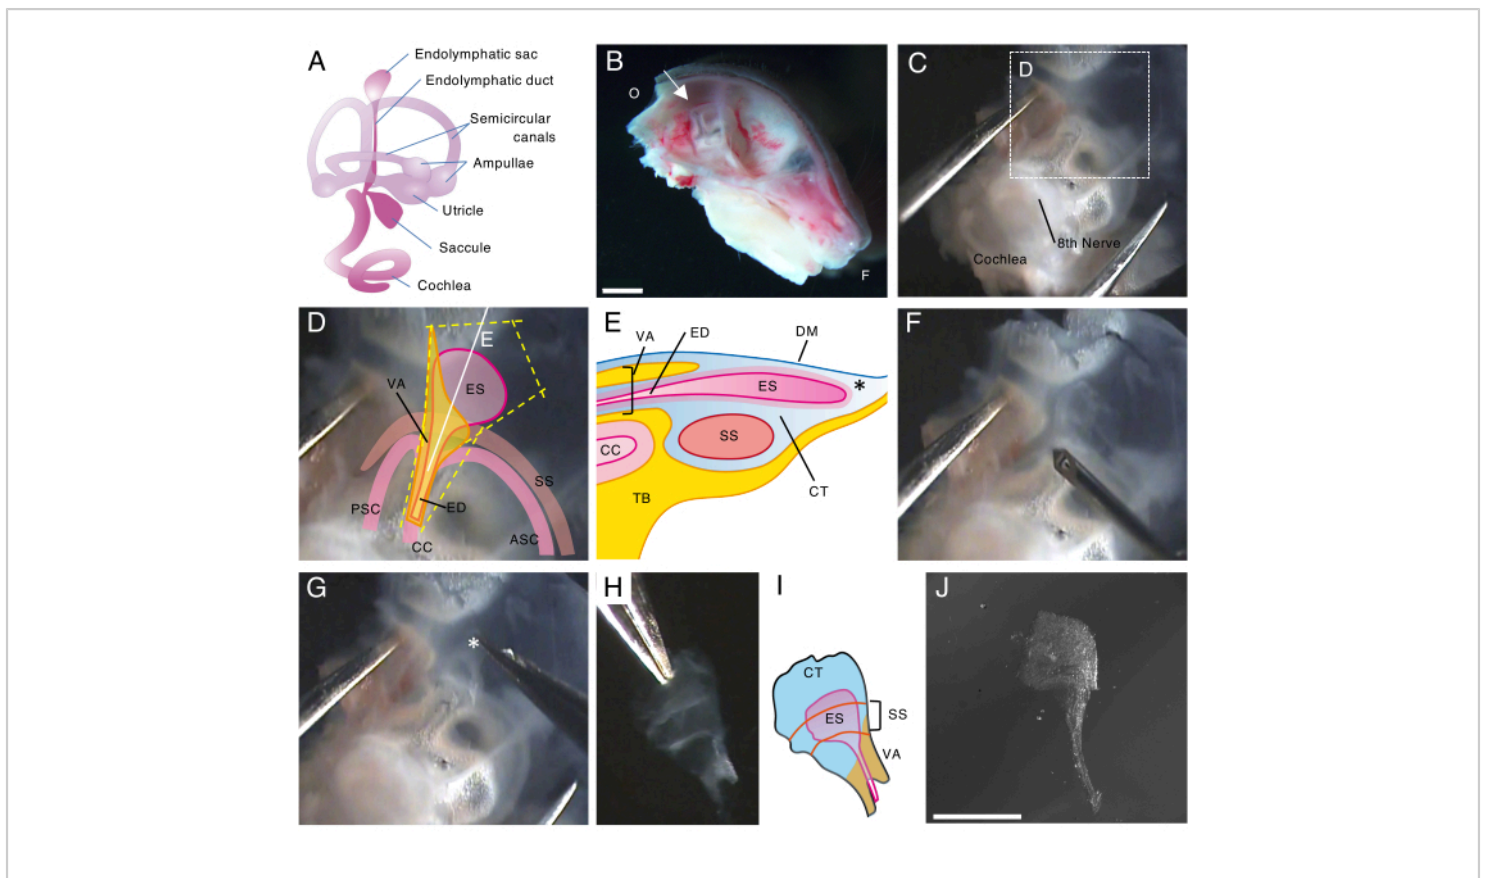 A
Endolymphatic sac
Endolymphatic duct
Semicircular
canals
Ampullae
Utricle
Saccule
Cochlea
B
O
F
C
D
8th Nerve
Cochlea
D
E
VA
ES
SS
PSC
ED
CC
ASC
E
VA
ED
DM
ES
*
SS
CC
CT
TB
F
G
*
H
I
CT
ES
SS
VA
J